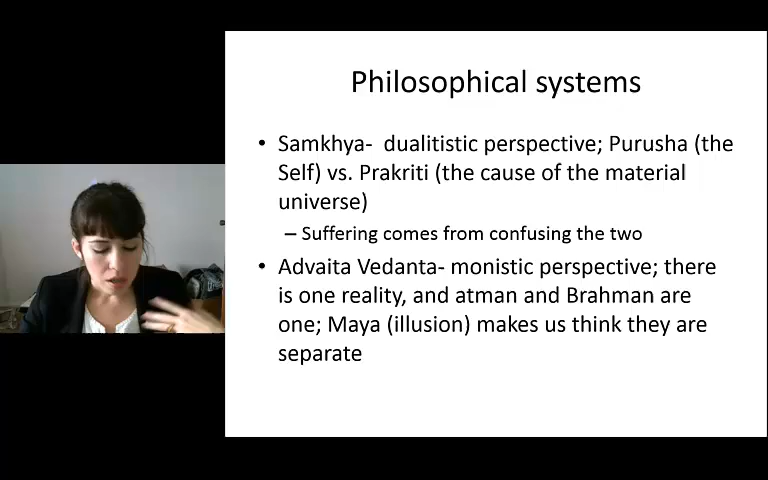 Philosophical systems
• Samkhya-  dualitistic perspective; Purusha (the
Self) vs. Prakriti (the cause of the material
universe)
– Suffering comes from confusing the two
• Advaita Vedanta- monistic perspective; there
is one reality, and atman and Brahman are
one; Maya (illusion) makes us think they are
separate